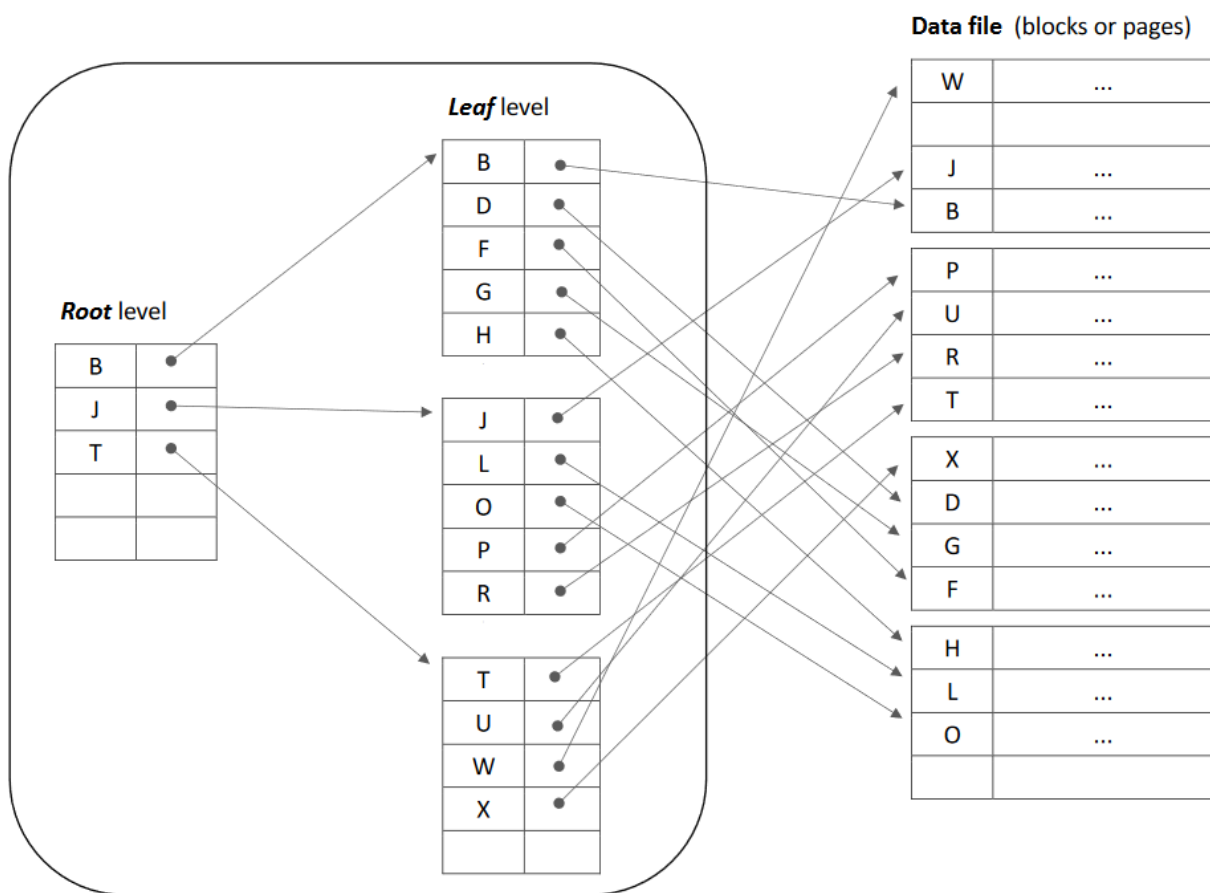 Data file (blocks or pages)
Leaf level
Root level
B
J
T
B
D
F
G
H
J
L
O
P
R
T
U
W
X
W ...
J ...
B ...
P ...
U ...
R ...
T ...
X ...
D ...
G ...
F ...
H ...
L ...
O ...